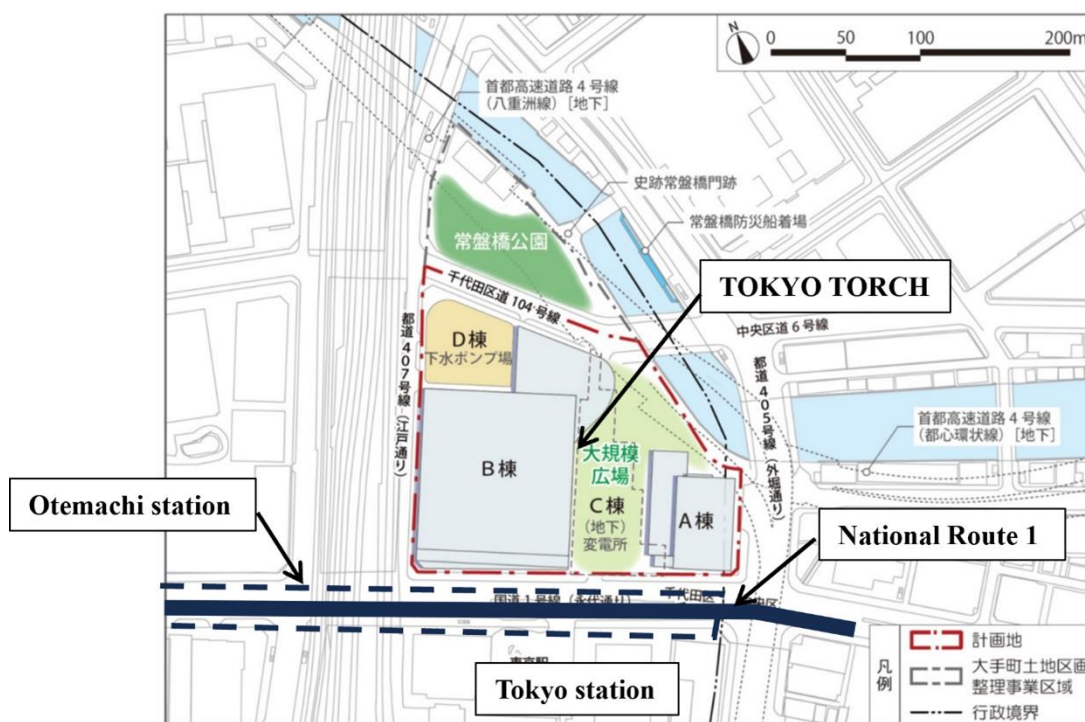 N
0 50 100 200m
首都高速道路4号線
(八重洲線)[地下]
史跡常盤橋門跡
常盤橋防災船着場
常盤橋公園
TOKYO TORCH
千代田区道104号線
中央区道6号線
都道407号線(江戸通り)
都道405号線(外堀通り)
D棟
下水ポンプ場
首都高速道路4号線
(都心環状線)[地下]
B棟
大規模
広場
C棟
(地下)
変電所
A棟
Otemachi station
National Route 1
国道1号線(永代通り)
千代田区
東京駅
Tokyo station
凡例
計画地
大手町土地区画
整理事業区域
行政境界